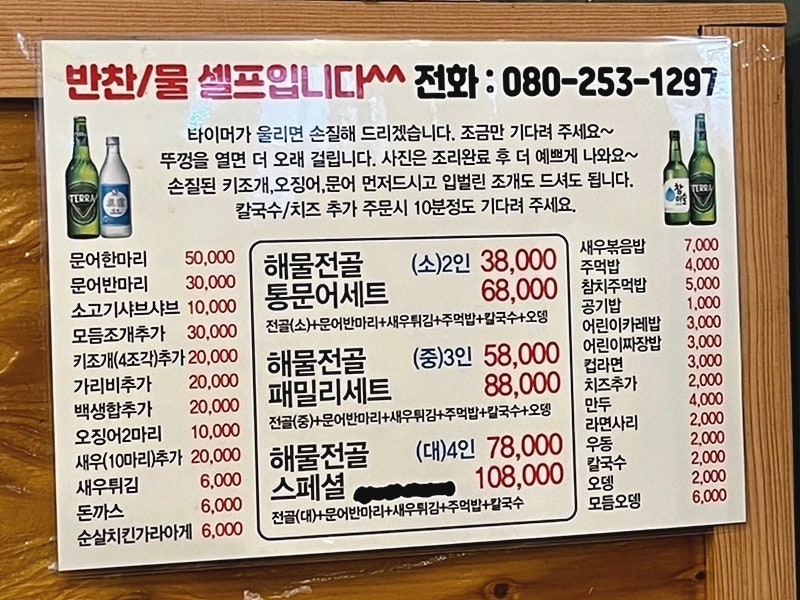 반찬/물 셀프입니다^^ 전화 : 080-253-1297
타이머가 울리면 손질해 드리겠습니다. 조금만 기다려 주세요~
뚜껑을 열면 더 오래 걸립니다. 사진은 조리완료 후 더 예쁘게 나와요~
손질된 키조개,오징어,문어 먼저드시고 입벌린 조개도 드셔도 됩니다.
칼국수/치즈 추가 주문시 10분정도 기다려 주세요.
TERRA
TERRA
문어한마리 50,000
문어반마리 30,000
소고기샤브샤브 10,000
모듬조개추가 30,000
키조개(4조각)추가 20,000
가리비추가 20,000
백생합추가 20,000
오징어2마리 10,000
새우(10마리)추가 20,000
새우튀김 6,000
돈까스 6,000
순살치킨가라아게 6,000
해물전골 (소)2인 38,000
통문어세트 68,000
전골(소)+문어반마리+새우튀김+주먹밥+칼국수+오뎅
해물전골 (중)3인 58,000
패밀리세트 88,000
전골(중)+문어반마리+새우튀김+주먹밥+칼국수+오뎅
해물전골 (대)4인 78,000
스페셜 108,000
전골(대)+문어반마리+새우튀김+주먹밥+칼국수
새우볶음밥 7,000
주먹밥 4,000
참치주먹밥 5,000
공기밥 1,000
어린이카레밥 3,000
어린이짜장밥 3,000
컵라면 3,000
치즈추가 2,000
만두 4,000
라면사리 2,000
우동 2,000
칼국수 2,000
오뎅 2,000
모듬오뎅 6,000